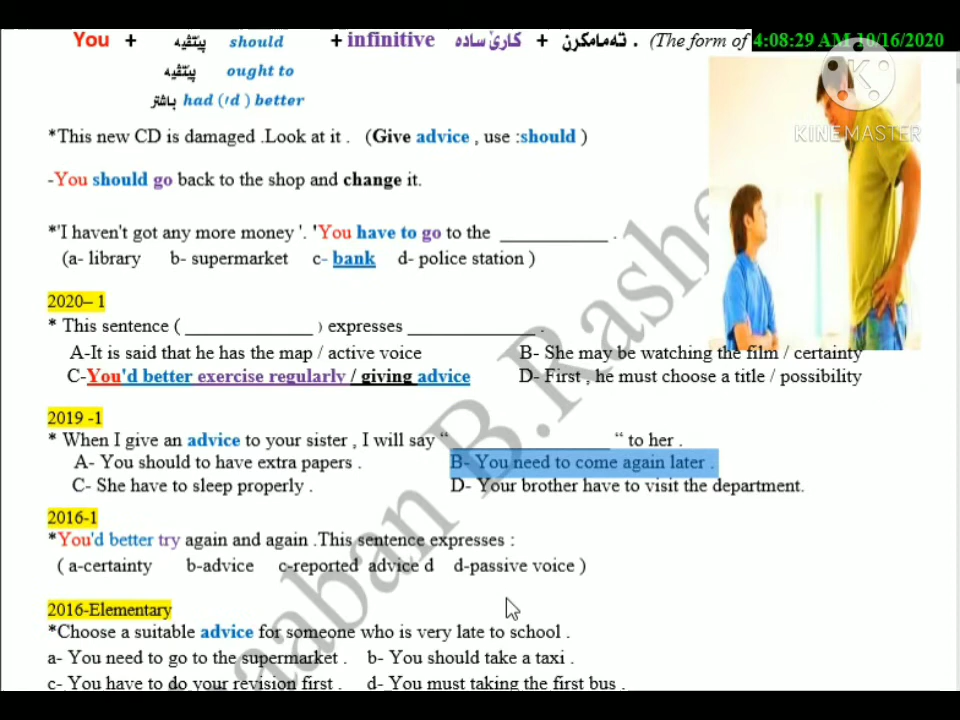 You + پێتڤیە should + infinitive کارێ سادە + تەمامکرن . (The form of 4:08:29 AM 10/16/2020
پێتڤیە ought to
باشتر had ('d ) better
KINEMASTER
*This new CD is damaged .Look at it . (Give advice , use :should )
-You should go back to the shop and change it.
*'I haven't got any more money '. 'You have to go to the ___________ .
(a- library b- supermarket c- bank d- police station )
2020– 1
* This sentence ( _____________ ) expresses _____________ .
A-It is said that he has the map / active voice B- She may be watching the film / certainty
C-You'd better exercise regularly / giving advice D- First , he must choose a title / possibility
2019 -1
* When I give an advice to your sister , I will say “ ________________ “ to her .
A- You should to have extra papers . B- You need to come again later .
C- She have to sleep properly . D- Your brother have to visit the department.
2016-1
*You'd better try again and again .This sentence expresses :
( a-certainty b-advice c-reported advice d d-passive voice )
2016-Elementary
*Choose a suitable advice for someone who is very late to school .
a- You need to go to the supermarket . b- You should take a taxi .
c- You have to do your revision first . d- You must taking the first bus .